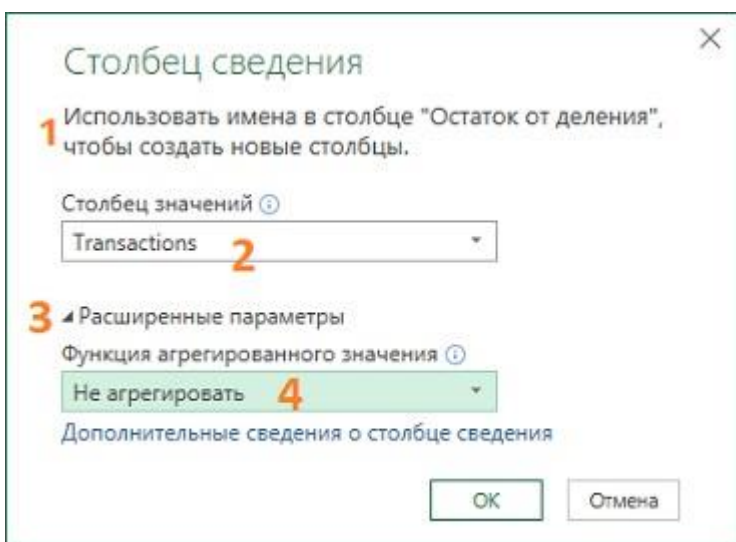 Столбец сведения
1 Использовать имена в столбце "Остаток от деления",
чтобы создать новые столбцы.
Столбец значений
Transactions 2
3 Расширенные параметры
Функция агрегированного значения
Не агрегировать 4
Дополнительные сведения о столбце сведения
ОК Отмена